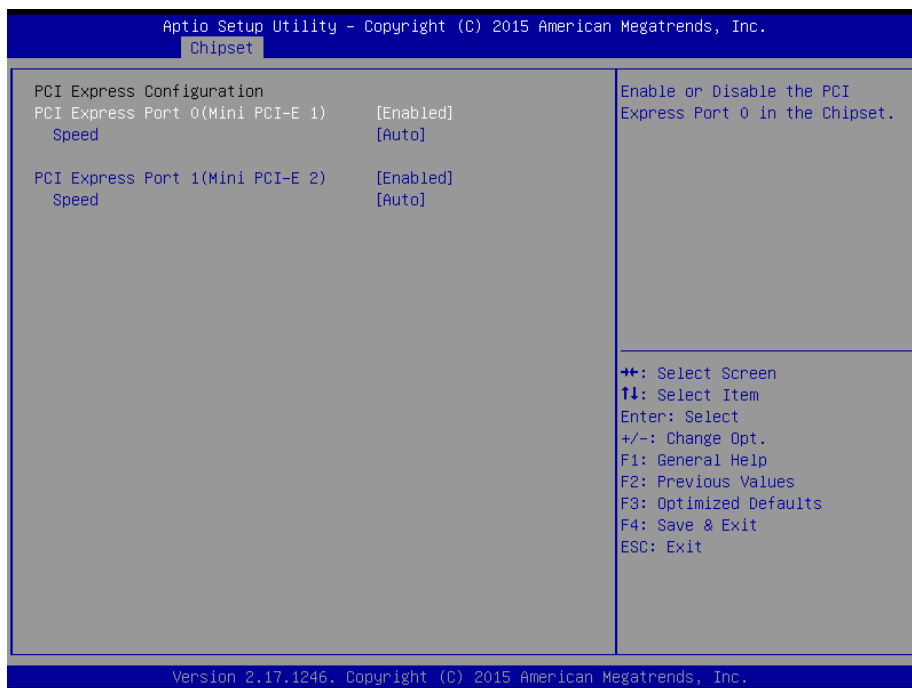 Aptio Setup Utility – Copyright (C) 2015 American Megatrends, Inc.
Chipset
PCI Express Configuration
PCI Express Port 0(Mini PCI-E 1) [Enabled]
Speed [Auto]
PCI Express Port 1(Mini PCI-E 2) [Enabled]
Speed [Auto]
Enable or Disable the PCI
Express Port 0 in the Chipset.
→←: Select Screen
↑↓: Select Item
Enter: Select
+/-: Change Opt.
F1: General Help
F2: Previous Values
F3: Optimized Defaults
F4: Save & Exit
ESC: Exit
Version 2.17.1246. Copyright (C) 2015 American Megatrends, Inc.